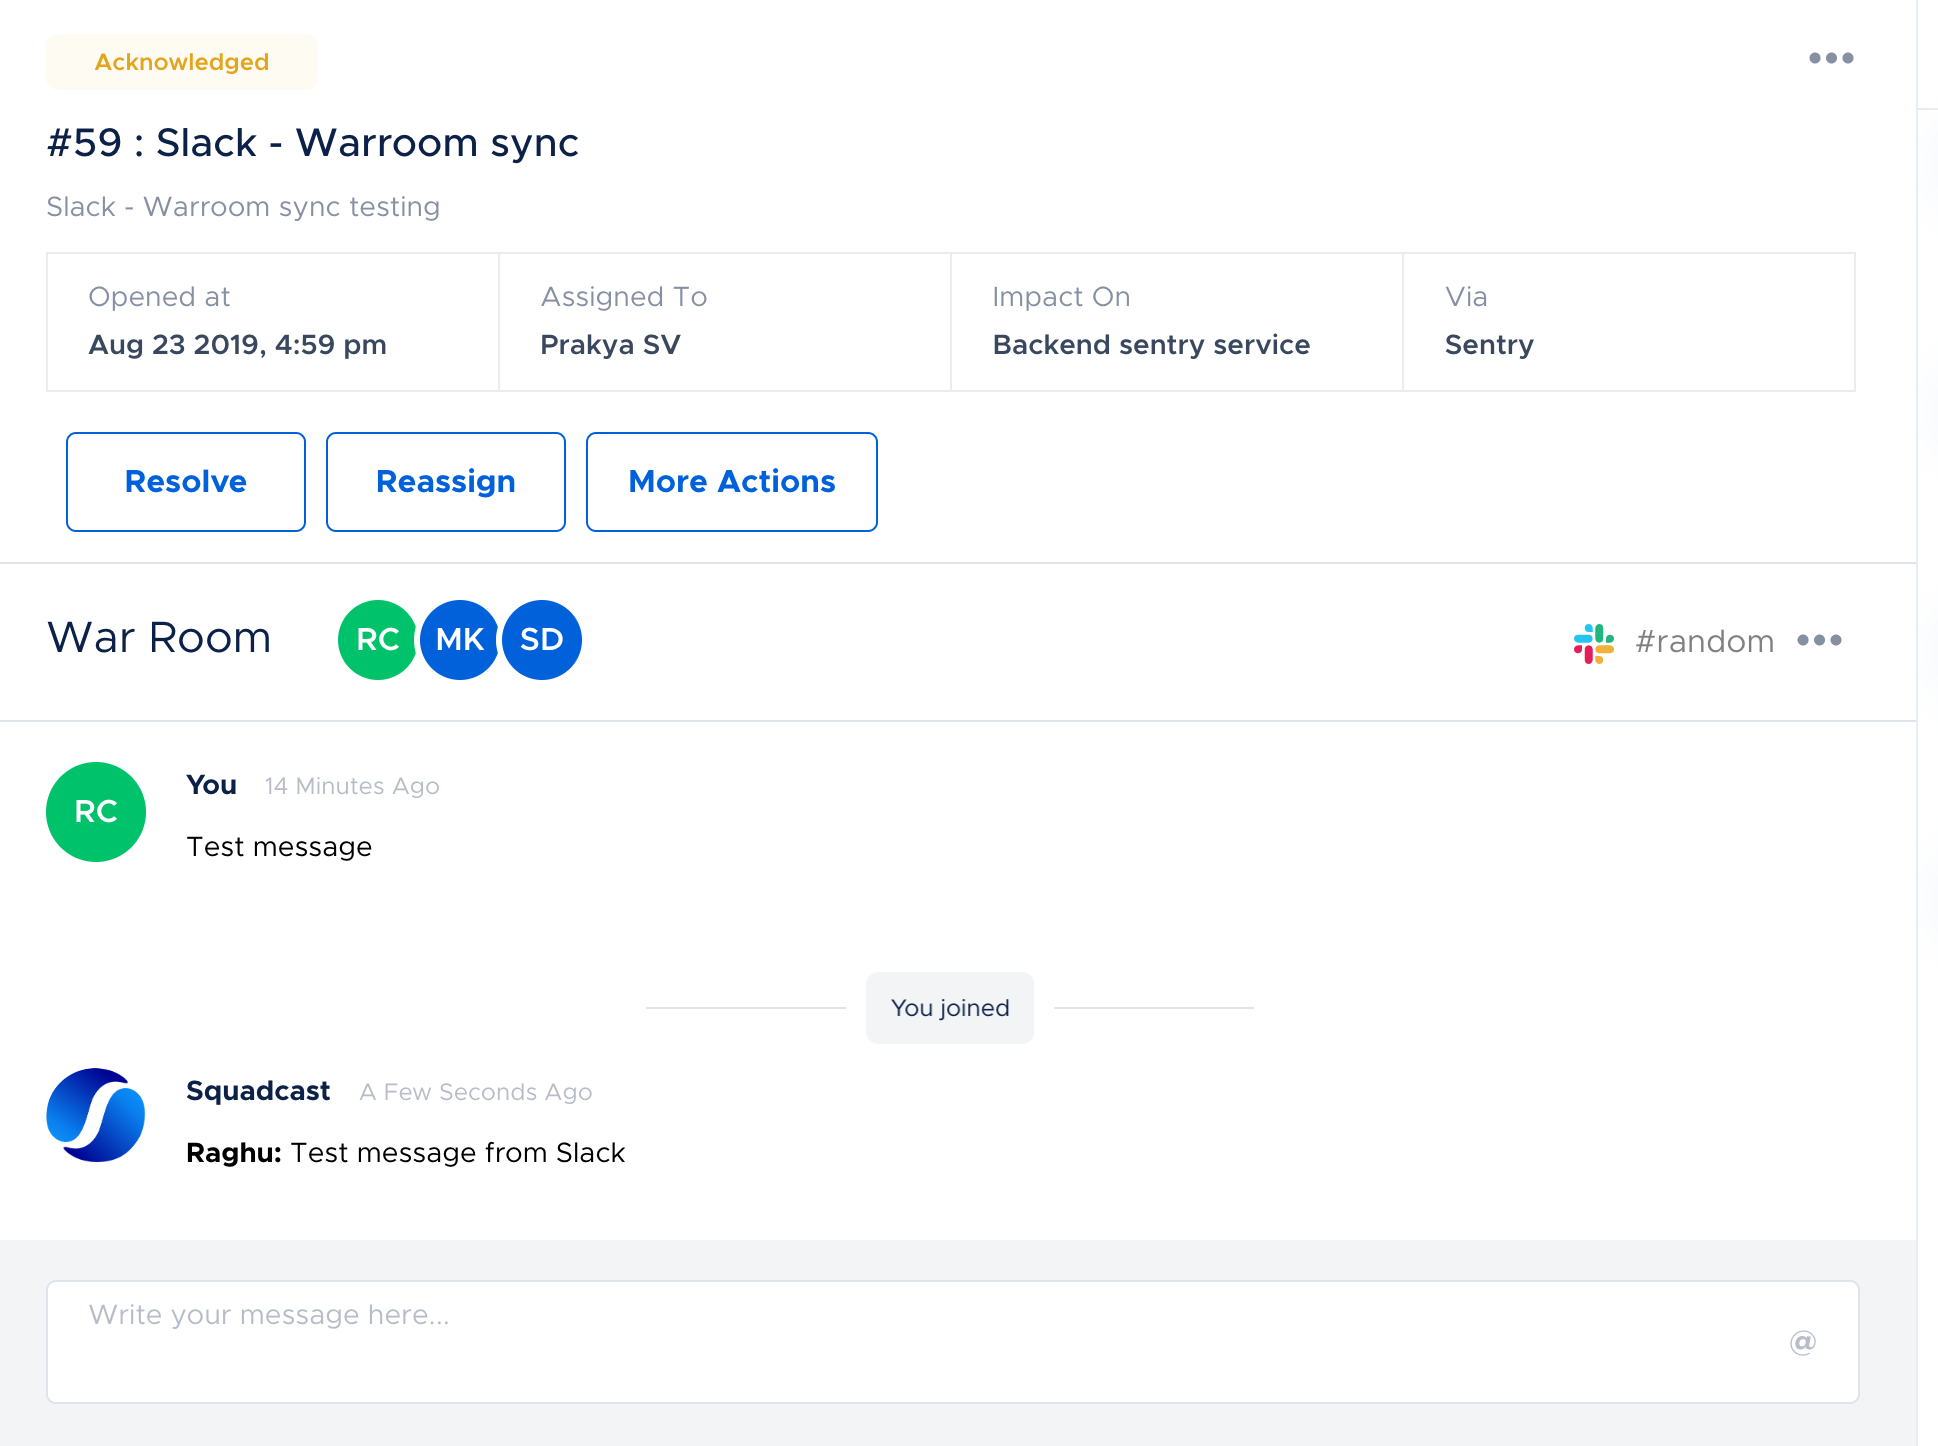 Acknowledged
#59 : Slack - Warroom sync
Slack - Warroom sync testing
Opened at
Aug 23 2019, 4:59 pm
Assigned To
Prakya SV
Impact On
Backend sentry service
Via
Sentry
Resolve
Reassign
More Actions
War Room
RC
MK
SD
#random
RC
You 14 Minutes Ago
Test message
You joined
Squadcast A Few Seconds Ago
Raghu: Test message from Slack
Write your message here...
@